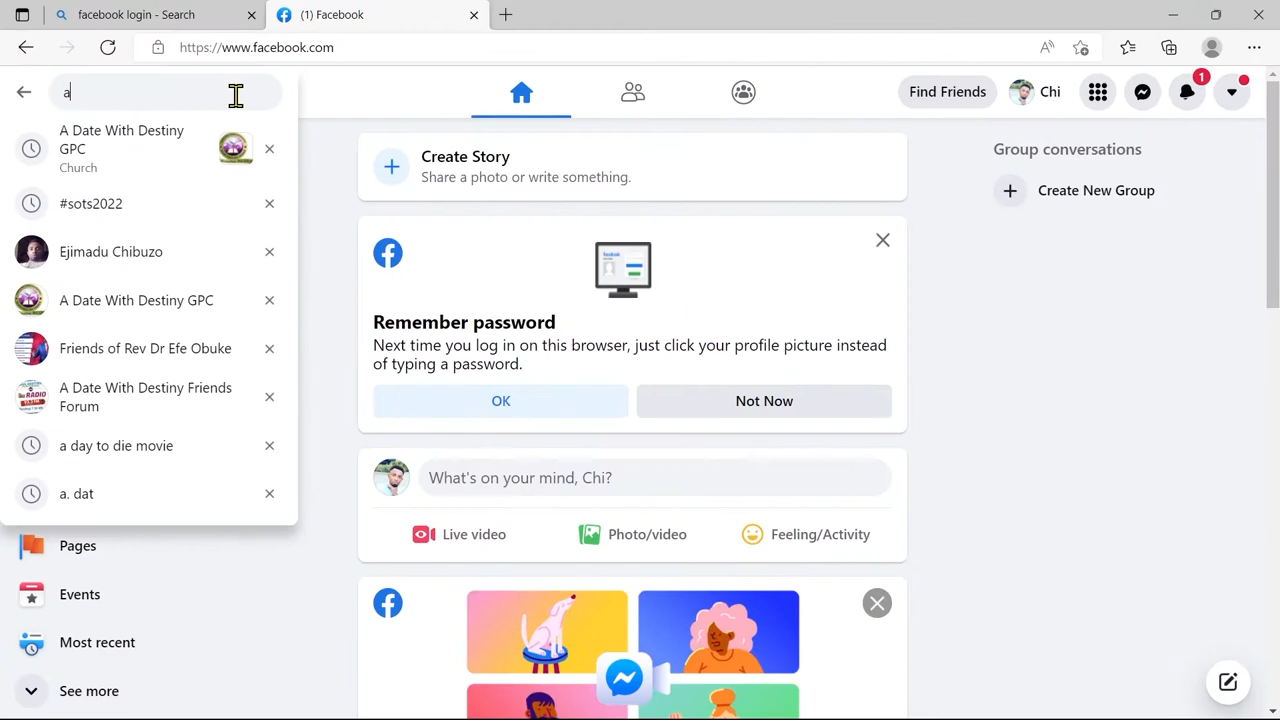 facebook login - Search
(1) Facebook
https://www.facebook.com
a
Find Friends
Chi
1
A Date With Destiny
GPC
Church
#sots2022
Ejimadu Chibuzo
A Date With Destiny GPC
Friends of Rev Dr Efe Obuke
A Date With Destiny Friends
Forum
a day to die movie
a. dat
Pages
Events
Most recent
See more
Create Story
Share a photo or write something.
Remember password
Next time you log in on this browser, just click your profile picture instead
of typing a password.
OK
Not Now
What's on your mind, Chi?
Live video
Photo/video
Feeling/Activity
Group conversations
Create New Group